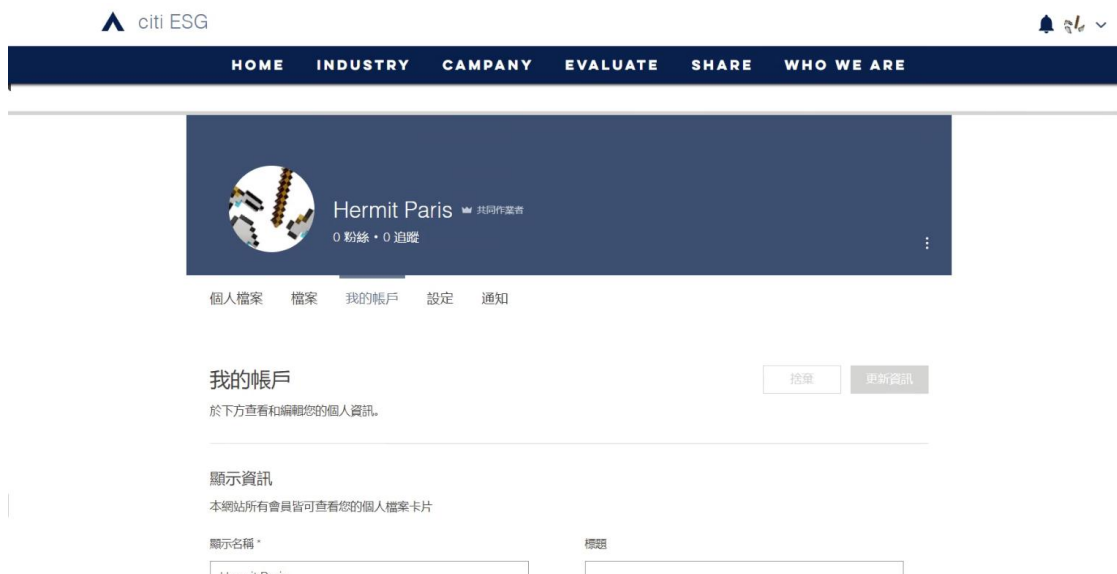 citi ESG
HOME INDUSTRY CAMPANY EVALUATE SHARE WHO WE ARE
Hermit Paris 共同作業者
0 粉絲・0 追蹤
個人檔案 檔案 我的帳戶 設定 通知
我的帳戶 捨棄 更新資訊
於下方查看和編輯您的個人資訊。
顯示資訊
本網站所有會員皆可查看您的個人檔案卡片
顯示名稱 * 標題
Hermit Paris